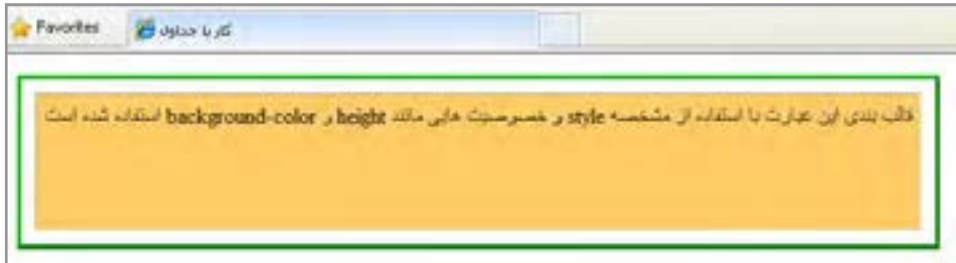 Favorites
کار با جداول
قالب بندی این عبارت با استفاده از مشخصه style و خصوصیت هایی مانند height و background-color استفاده شده است